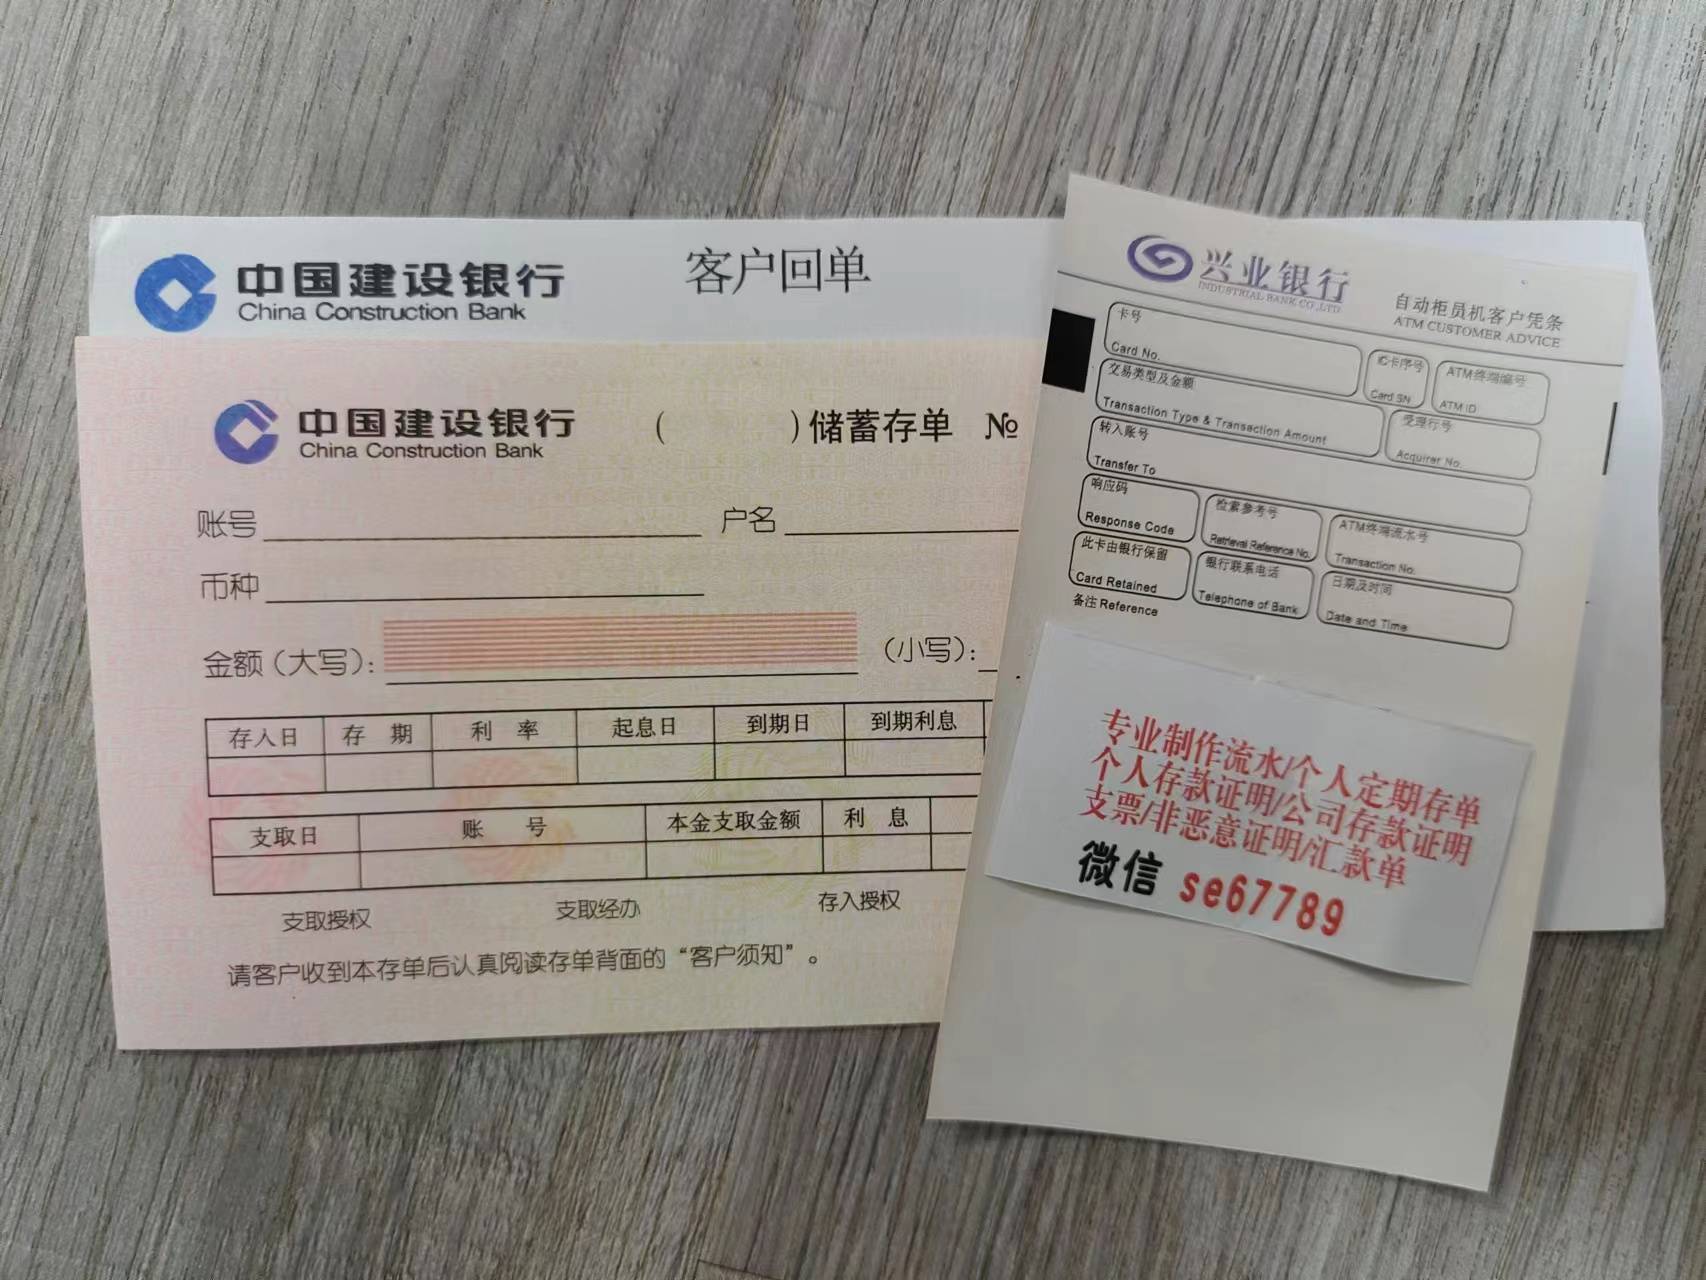 中国建设银行
China Construction Bank
客户回单
中国建设银行
China Construction Bank
( )储蓄存单 №
账号
户名
币种
金额（大写）：
（小写）：
存入日 存 期 利 率 起息日 到期日 到期利息
支取日 账 号 本金支取金额 利 息
支取授权 支取经办 存入授权
请客户收到本存单后认真阅读存单背面的“客户须知”。
兴业银行
INDUSTRIAL BANK CO.,LTD.
自动柜员机客户凭条
ATM CUSTOMER ADVICE
卡号
Card No.
IC卡序号
Card SN
ATM终端编号
ATM ID
交易类型及金额
Transaction Type & Transaction Amount
受理行号
Acquirer No.
转入账号
Transfer To
响应码
Response Code
检索参考号
Retrieval Reference No.
ATM终端流水号
Transaction No.
此卡由银行保留
Card Retained
银行联系电话
Telephone of Bank
日期及时间
Date and Time
备注 Reference
专业制作流水/个人定期存单
个人存款证明/公司存款证明
支票/非恶意证明/汇款单
微信 se67789